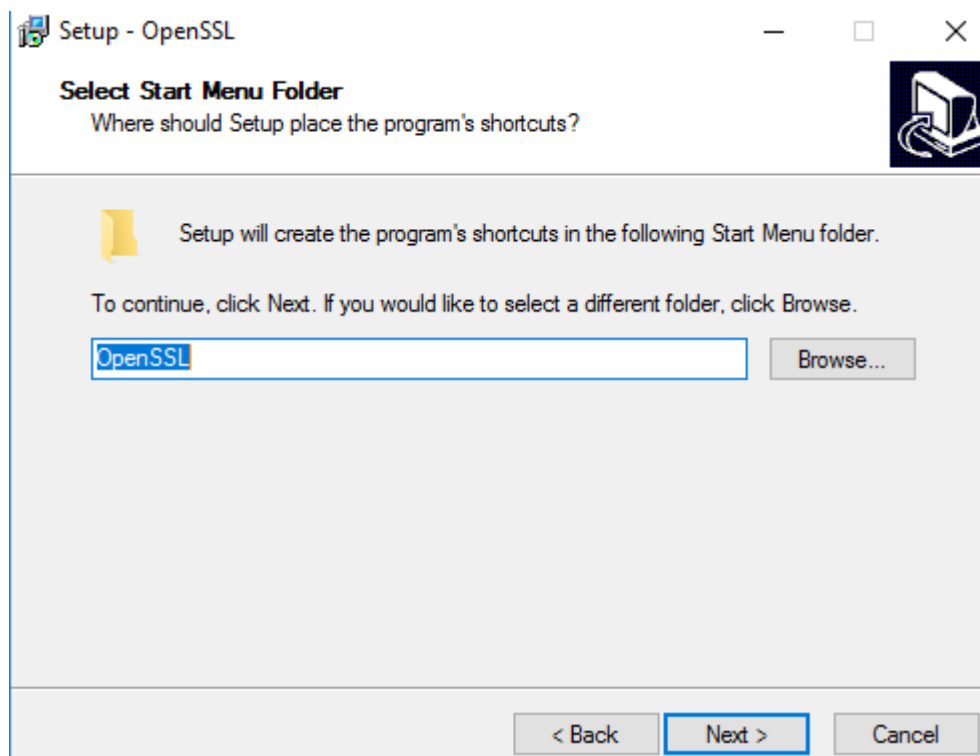 Setup - OpenSSL
Select Start Menu Folder
Where should Setup place the program's shortcuts?
Setup will create the program's shortcuts in the following Start Menu folder.
To continue, click Next. If you would like to select a different folder, click Browse.
OpenSSL
Browse...
< Back
Next >
Cancel